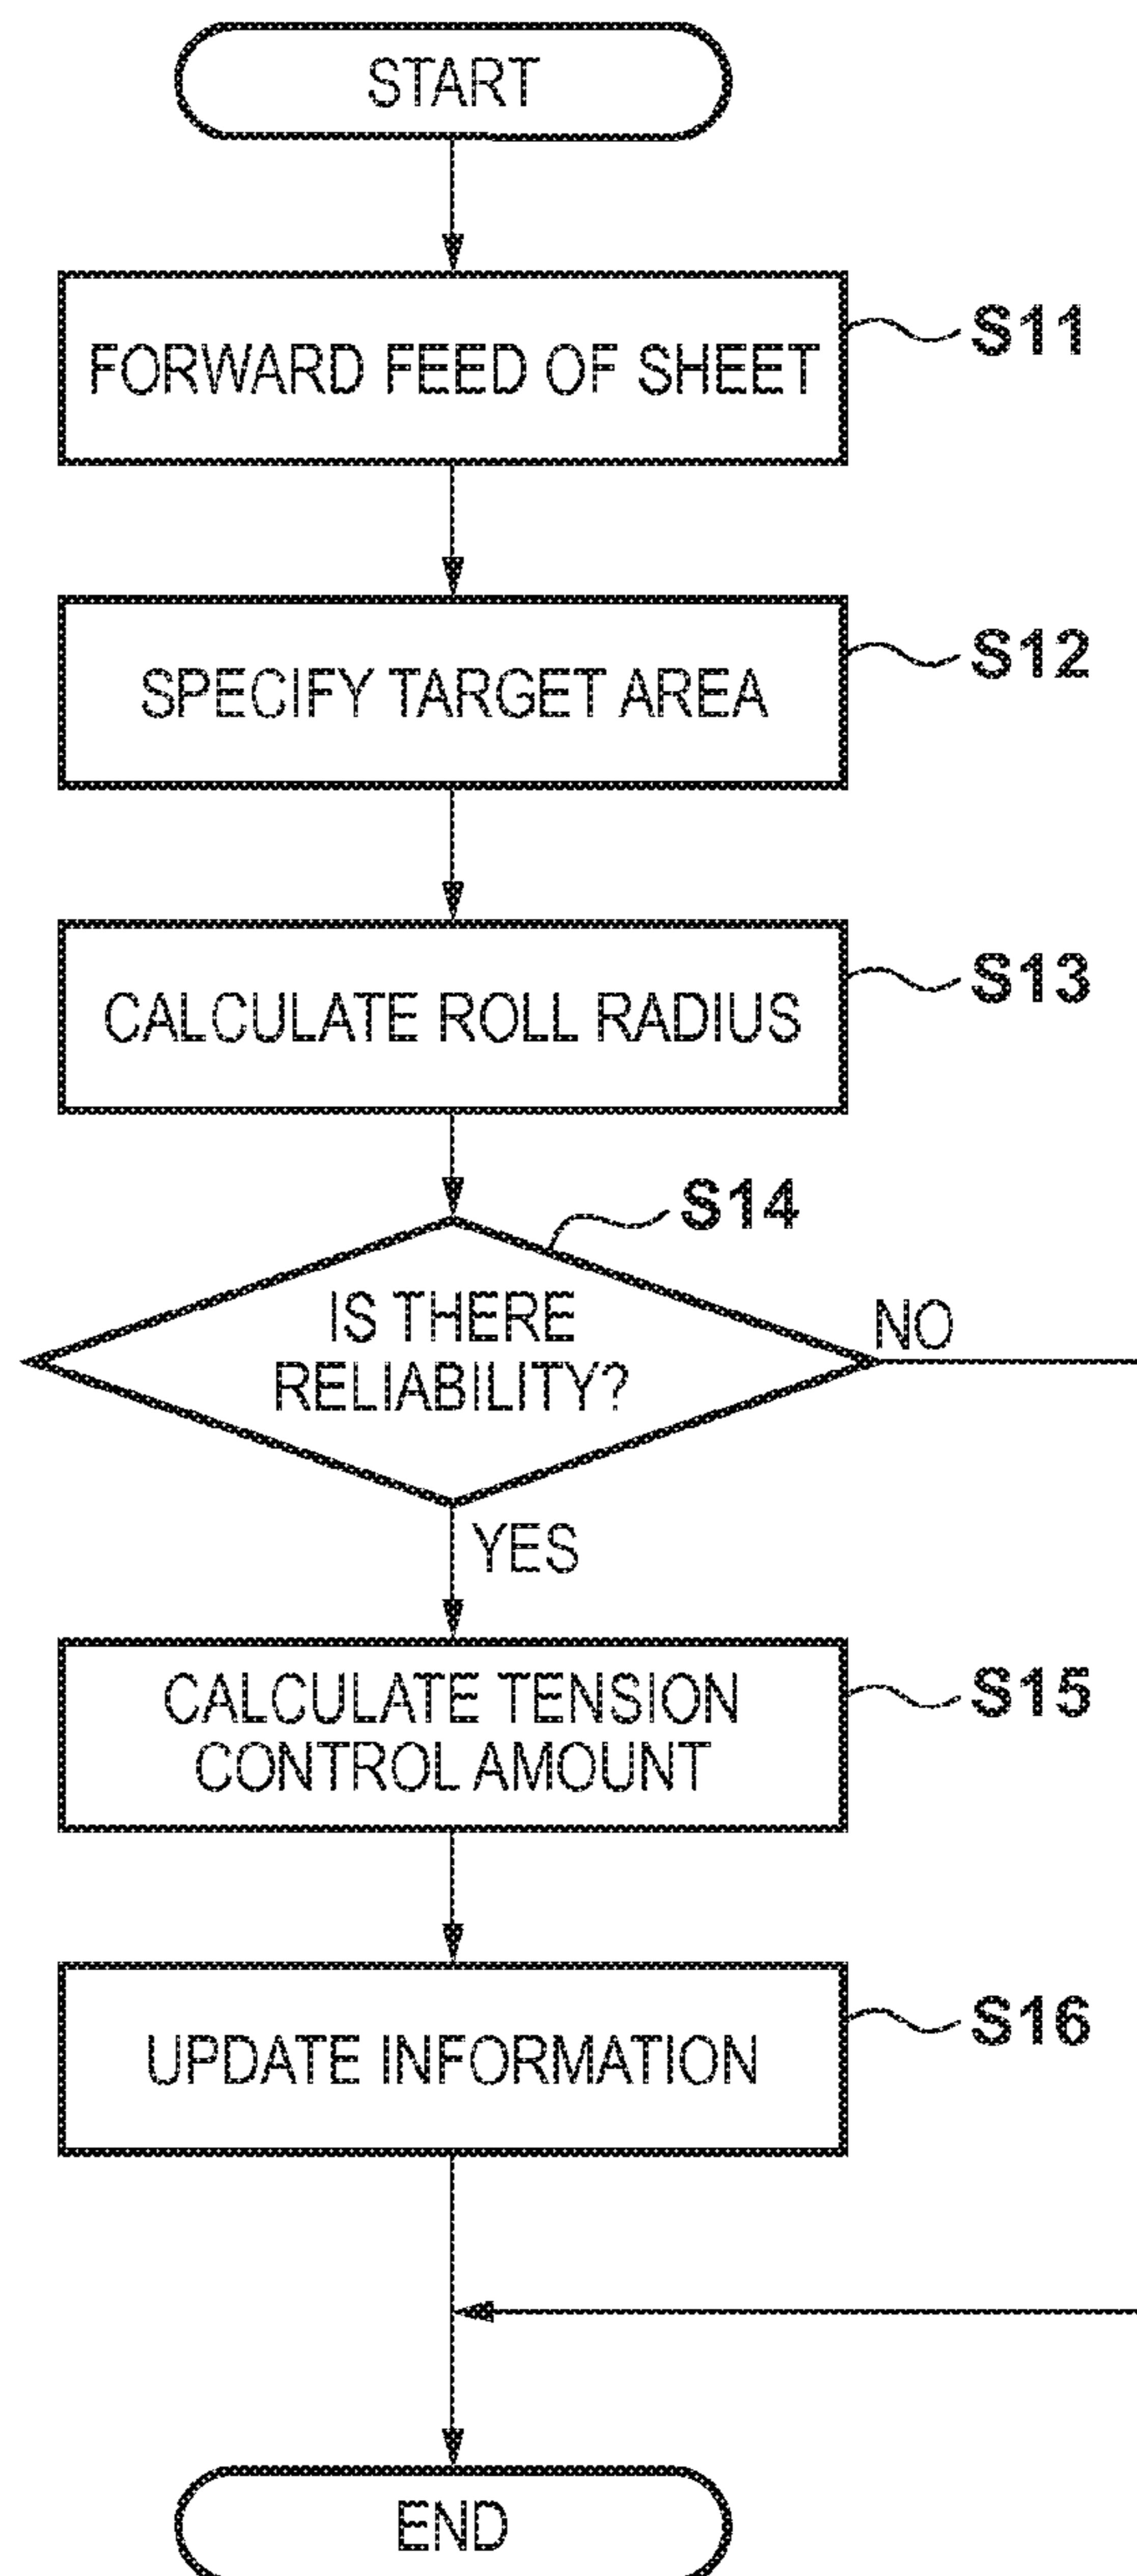 START
FORWARD FEED OF SHEET
S11
SPECIFY TARGET AREA
S12
CALCULATE ROLL RADIUS
S13
S14
IS THERE
RELIABILITY?
NO
YES
CALCULATE TENSION
CONTROL AMOUNT
S15
UPDATE INFORMATION
S16
END